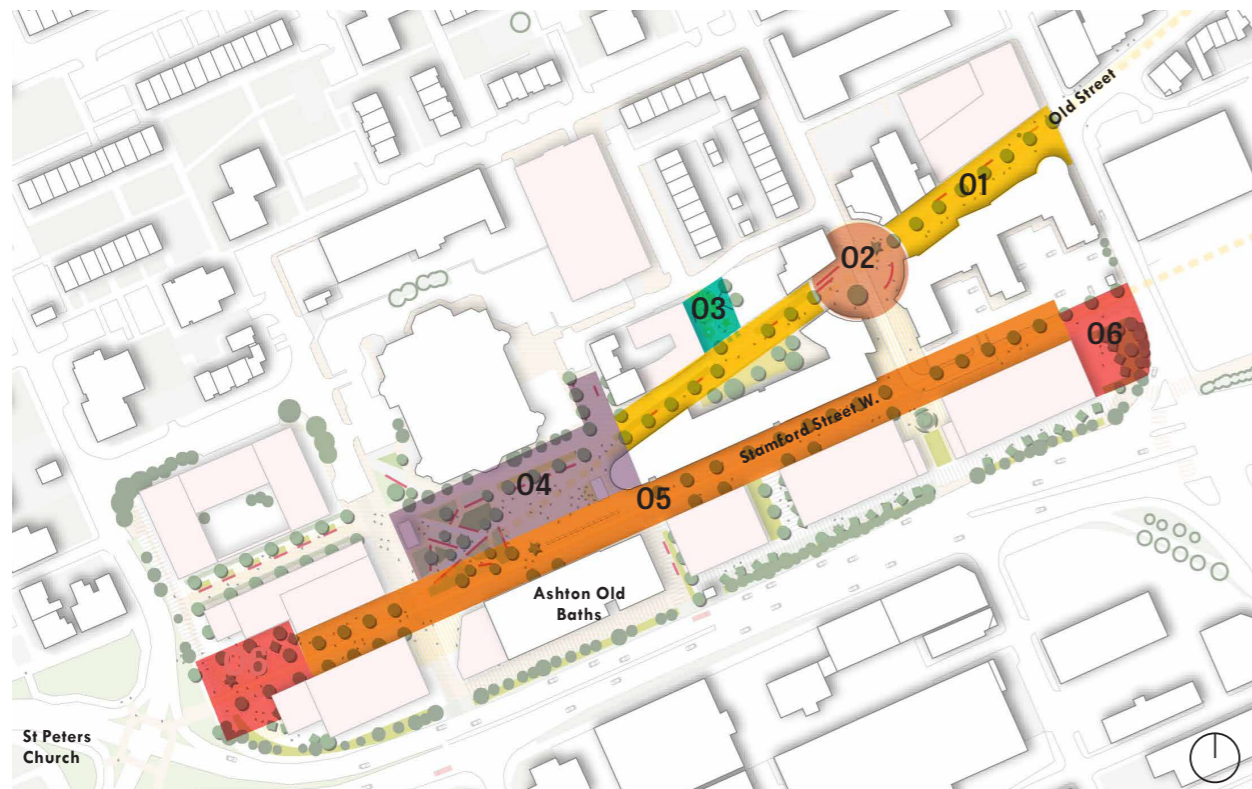 Old Street
01
02
03
06
Stamford Street W.
04
05
Ashton Old
Baths
St Peters
Church